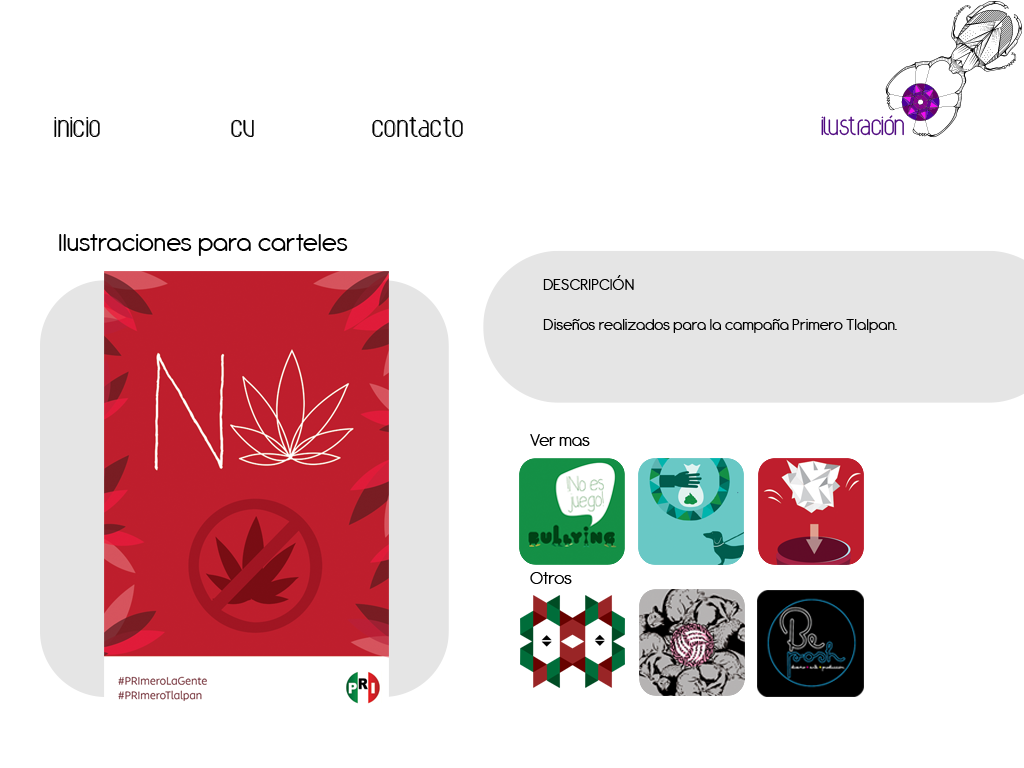 inicio
cv
contacto
ilustración
Ilustraciones para carteles
NO
#PRImeroLaGente
#PRImeroTlalpan
PRI
DESCRIPCIÓN
Diseños realizados para la campaña Primero Tlalpan.
Ver mas
¡No es
juego!
BULLYING
Otros
Be
posh